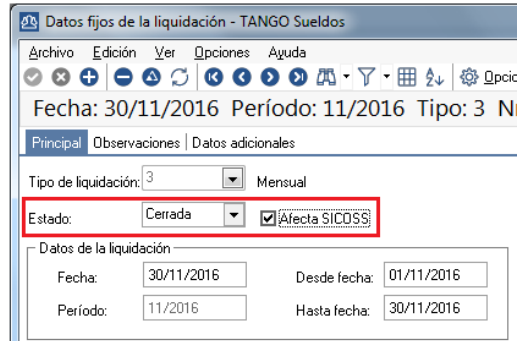 Datos fijos de la liquidación - TANGO Sueldos
Archivo Edición Ver Opciones Ayuda
Opcio
Fecha: 30/11/2016 Período: 11/2016 Tipo: 3 N
Principal Observaciones Datos adicionales
Tipo de liquidación: 3 Mensual
Estado: Cerrada Afecta SICOSS
Datos de la liquidación
Fecha: 30/11/2016 Desde fecha: 01/11/2016
Período: 11/2016 Hasta fecha: 30/11/2016